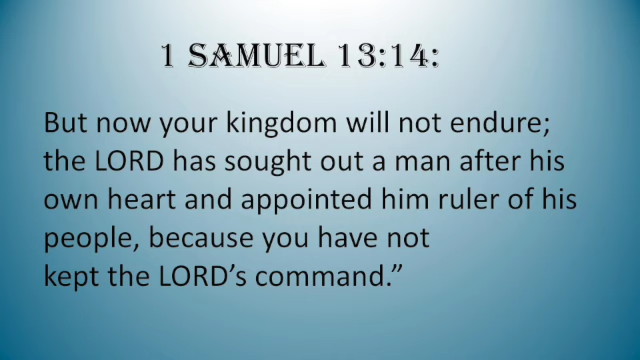 1 SAMUEL 13:14:
But now your kingdom will not endure;
the LORD has sought out a man after his
own heart and appointed him ruler of his
people, because you have not
kept the LORD’s command.”